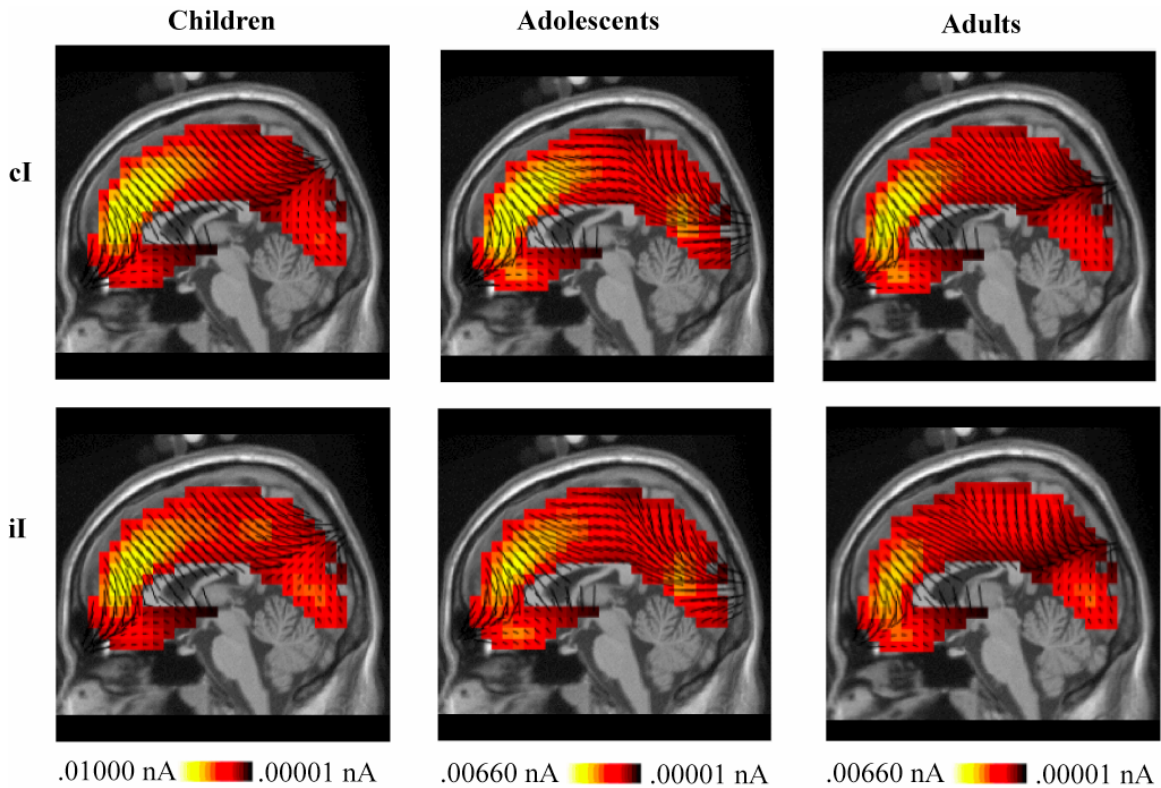 Children Adolescents Adults
cI
iI
.01000 nA .00001 nA .00660 nA .00001 nA .00660 nA .00001 nA